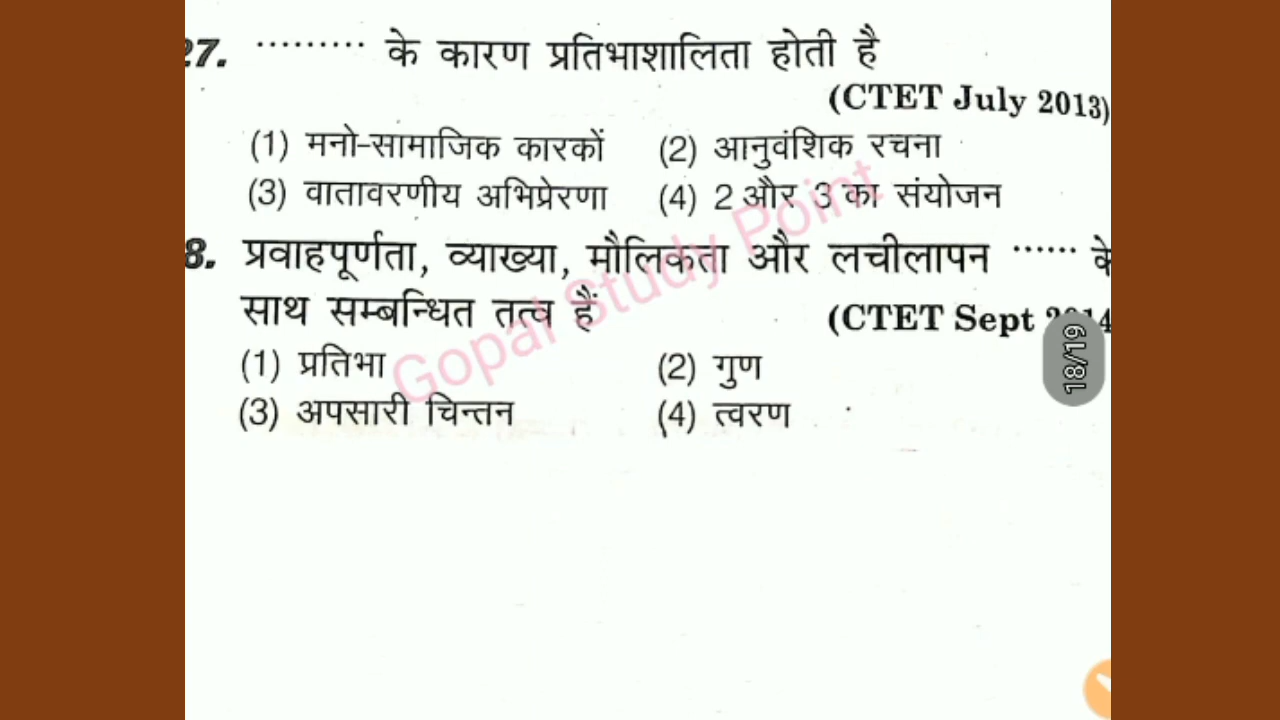 27. ......... के कारण प्रतिभाशालिता होती है
(CTET July 2013)
(1) मनो-सामाजिक कारकों (2) आनुवंशिक रचना
(3) वातावरणीय अभिप्रेरणा (4) 2 और 3 का संयोजन
8. प्रवाहपूर्णता, व्याख्या, मौलिकता और लचीलापन ...... के
साथ सम्बन्धित तत्व हैं
(CTET Sept 2014
(1) प्रतिभा (2) गुण
(3) अपसारी चिन्तन (4) त्वरण
Gopal Study Point
18/19